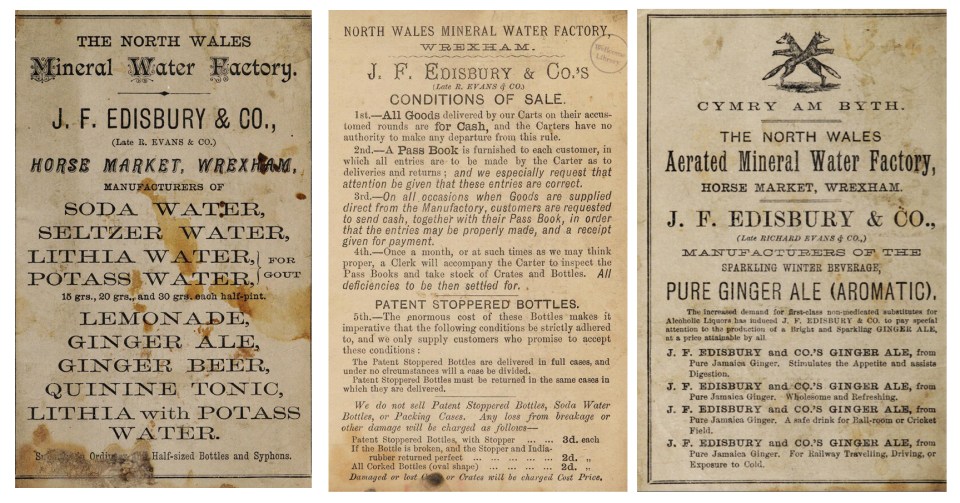 THE NORTH WALES
Mineral Water Factory.
J. F. EDISBURY & CO.,
(Late R. EVANS & CO.)
HORSE MARKET, WREXHAM,
MANUFACTURERS OF
SODA WATER,
SELTZER WATER,
LITHIA WATER,
POTASS WATER,
FOR
GOUT
15 grs., 20 grs., and 30 grs. each half-pint.
LEMONADE,
GINGER ALE,
GINGER BEER,
QUININE TONIC,
LITHIA with POTASS
WATER.
Half-sized Bottles and Syphons.
NORTH WALES MINERAL WATER FACTORY,
WREXHAM.
Wellcome
Library
J. F. EDISBURY & CO.'S
(Late R. EVANS & CO.)
CONDITIONS OF SALE.
1st.—All Goods delivered by our Carts on their accus-
tomed rounds are for Cash, and the Carters have no
authority to make any departure from this rule.
2nd.—A Pass Book is furnished to each customer, in
which all entries are to be made by the Carter as to
deliveries and returns; and we especially request that
attention be given that these entries are correct.
3rd.—On all occasions when Goods are supplied
direct from the Manufactory, customers are requested
to send cash, together with their Pass Book, in order
that the entries may be properly made, and a receipt
given for payment.
4th.—Once a month, or at such times as we may think
proper, a Clerk will accompany the Carter to inspect the
Pass Books and take stock of Crates and Bottles. All
deficiencies to be then settled for.
PATENT STOPPERED BOTTLES.
5th.—The enormous cost of these Bottles makes it
imperative that the following conditions be strictly adhered
to, and we only supply customers who promise to accept
these conditions:
The Patent Stoppered Bottles are delivered in full cases, and
under no circumstances will a case be divided.
Patent Stoppered Bottles must be returned in the same cases in
which they are delivered.
We do not sell Patent Stoppered Bottles, Soda Water
Bottles, or Packing Cases. Any loss from breakage or
other damage will be charged as follows—
Patent Stoppered Bottles, with Stopper ... ... 3d. each
If the Bottle is broken, and the Stopper and India-
rubber returned perfect ... ... ... ... ... 2d. „
All Corked Bottles (oval shape) ... ... ... 2d. „
Damaged or lost or Crates will be charged Cost Price.
CYMRY AM BYTH.
THE NORTH WALES
Aerated Mineral Water Factory,
HORSE MARKET, WREXHAM.
J. F. EDISBURY & CO.,
(Late RICHARD EVANS & CO.,)
MANUFACTURERS OF THE
SPARKLING WINTER BEVERAGE,
PURE GINGER ALE (AROMATIC).
The increased demand for first-class non-medicated substitutes for
Alcoholic Liquors has induced J. F. EDISBURY & CO. to pay special
attention to the production of a Bright and Sparkling GINGER ALE,
at a price attainable by all.
J. F. EDISBURY and CO.'S GINGER ALE, from
Pure Jamaica Ginger. Stimulates the Appetite and assists
Digestion.
J. F. EDISBURY and CO.'S GINGER ALE, from
Pure Jamaica Ginger. Wholesome and Refreshing.
J. F. EDISBURY and CO.'S GINGER ALE, from
Pure Jamaica Ginger. A safe drink for Ball-room or Cricket
Field.
J. F. EDISBURY and CO.'S GINGER ALE, from
Pure Jamaica Ginger. For Railway Travelling, Driving, or
Exposure to Cold.